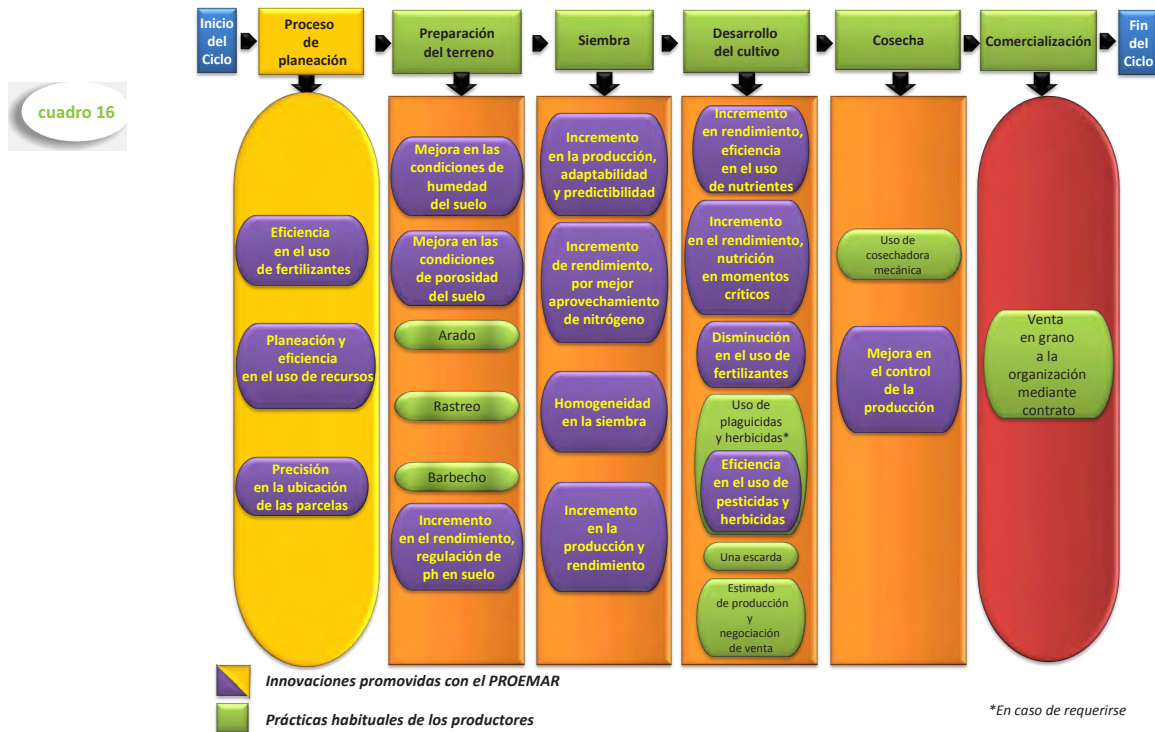 Inicio
del
Ciclo
Proceso
de
planeación
Preparación
del terreno
Siembra
Desarrollo
del cultivo
Cosecha
Comercialización
Fin
del
Ciclo
cuadro 16
Eficiencia
en el uso
de fertilizantes
Planeación y
eficiencia
en el uso de recursos
Precisión
en la ubicación
de las parcelas
Mejora en las
condiciones de
humedad
del suelo
Mejora en las
condiciones
de porosidad
del suelo
Arado
Rastreo
Barbecho
Incremento
en el rendimiento,
regulación de
ph en suelo
Incremento
en la producción,
adaptabilidad
y predictibilidad
Incremento
de rendimiento,
por mejor
aprovechamiento
de nitrógeno
Homogeneidad
en la siembra
Incremento
en la
producción y
rendimiento
Incremento
en rendimiento,
eficiencia
en el uso
de nutrientes
Incremento
en el rendimiento,
nutrición
en momentos
críticos
Disminución
en el uso de
fertilizantes
Uso de
plaguicidas
y herbicidas*
Eficiencia
en el uso de
pesticidas y
herbicidas
Una escarda
Estimado
de producción
y
negociación
de venta
Uso de
cosechadora
mecánica
Mejora en
el control
de la
producción
Venta
en grano
a la
organización
mediante
contrato
Innovaciones promovidas con el PROEMAR
Prácticas habituales de los productores
*En caso de requerirse